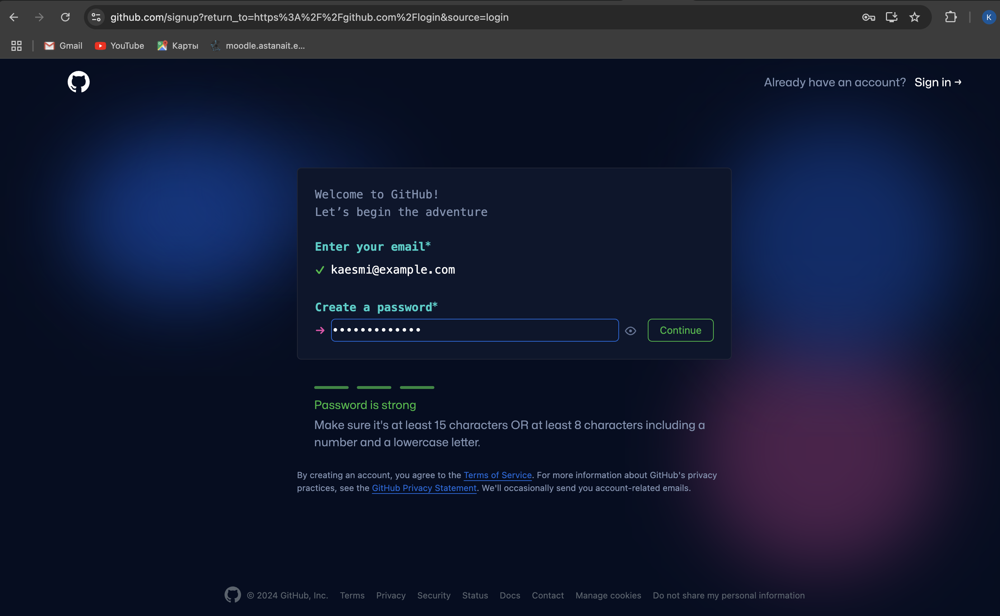 github.com/signup?return_to=https%3A%2F%2Fgithub.com%2Flogin&source=login
K
Gmail
YouTube
Карты
moodle.astanait.e...
Already have an account? Sign in →
Welcome to GitHub!
Let’s begin the adventure
Enter your email*
✓ kaesmi@example.com
Create a password*
→ •••••••••••••
Continue
Password is strong
Make sure it's at least 15 characters OR at least 8 characters including a
number and a lowercase letter.
By creating an account, you agree to the Terms of Service. For more information about GitHub's privacy
practices, see the GitHub Privacy Statement. We'll occasionally send you account-related emails.
© 2024 GitHub, Inc. Terms Privacy Security Status Docs Contact Manage cookies Do not share my personal information